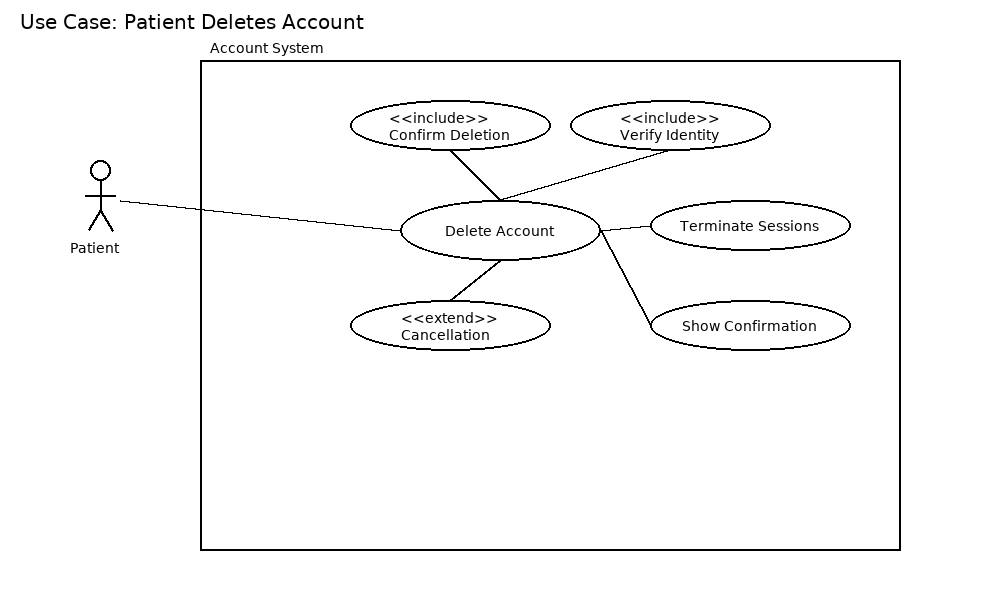 Use Case: Patient Deletes Account
Account System
<<include>>
Confirm Deletion
<<include>>
Verify Identity
Patient
Delete Account
Terminate Sessions
<<extend>>
Cancellation
Show Confirmation